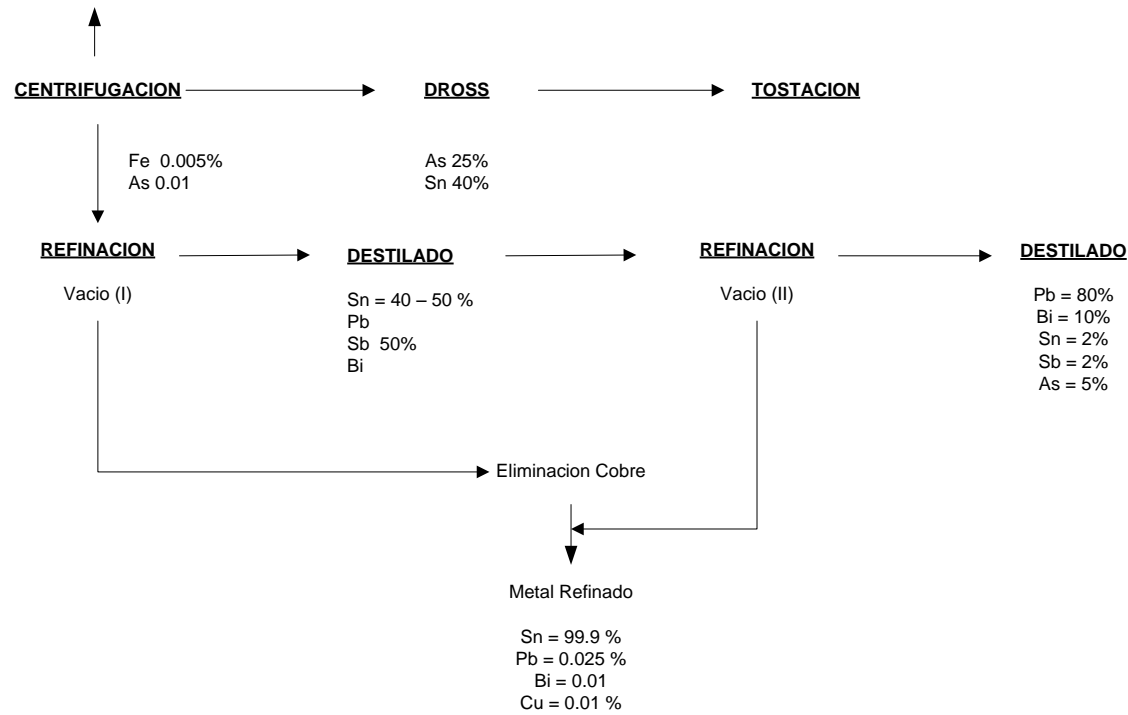 CENTRIFUGACION
DROSS
TOSTACION
Fe 0.005%
As 0.01
As 25%
Sn 40%
REFINACION
Vacio (I)
DESTILADO
Sn = 40 – 50 %
Pb
Sb 50%
Bi
REFINACION
Vacio (II)
DESTILADO
Pb = 80%
Bi = 10%
Sn = 2%
Sb = 2%
As = 5%
Eliminacion Cobre
Metal Refinado
Sn = 99.9 %
Pb = 0.025 %
Bi = 0.01
Cu = 0.01 %